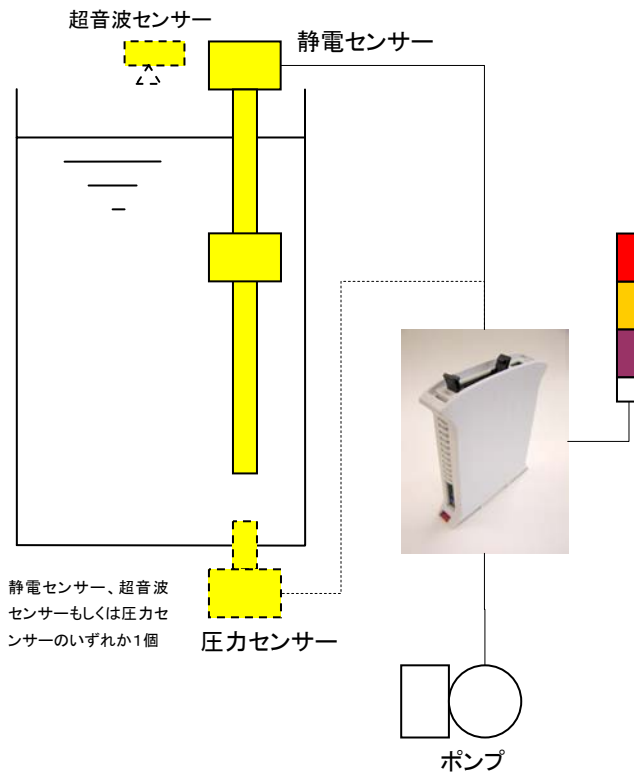 超音波センサー
静電センサー
静電センサー、超音波
センサーもしくは圧力セ
ンサーのいずれか1個
圧力センサー
ポンプ